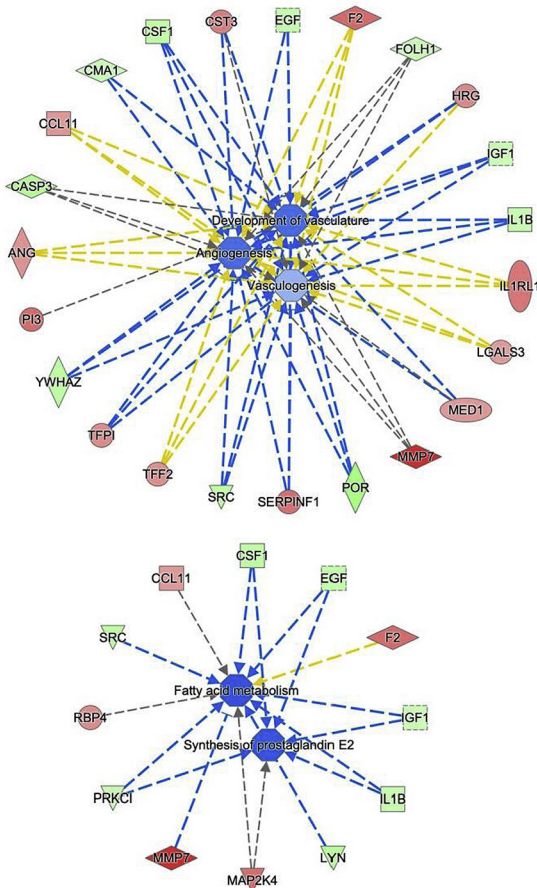 F2
CST3
EGF
CSF1
FOLH1
CMA1
HRG
CCL11
IGF1
CASP3
Development of vasculature
IL1B
Angiogenesis
ANG
Vasculogenesis
IL1RL1
PI3
LGALS3
YWHAZ
MED1
TFPI
MMP7
TFF2
POR
SRC
SERPINF1
CSF1
CCL11
EGF
SRC
F2
Fatty acid metabolism
RBP4
IGF1
Synthesis of prostaglandin E2
PRKCI
IL1B
MMP7
LYN
MAP2K4